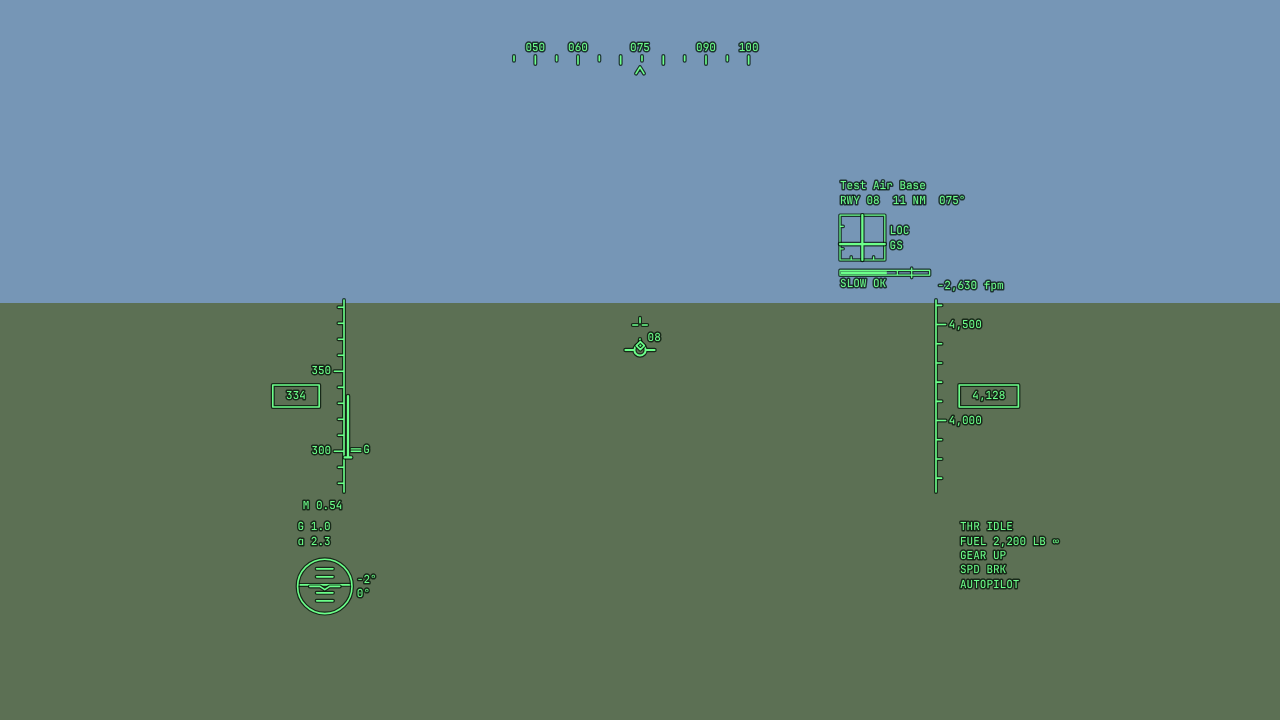 050 060 075 090 100
Test Air Base
RWY 08 11 NM 075°
LOC
GS
SLOW OK
-2,630 fpm
4,500
08
350
334
4,128
4,000
300
G
M 0.54
G 1.0
α 2.3
-2°
0°
THR IDLE
FUEL 2,200 LB ∞
GEAR UP
SPD BRK
AUTOPILOT